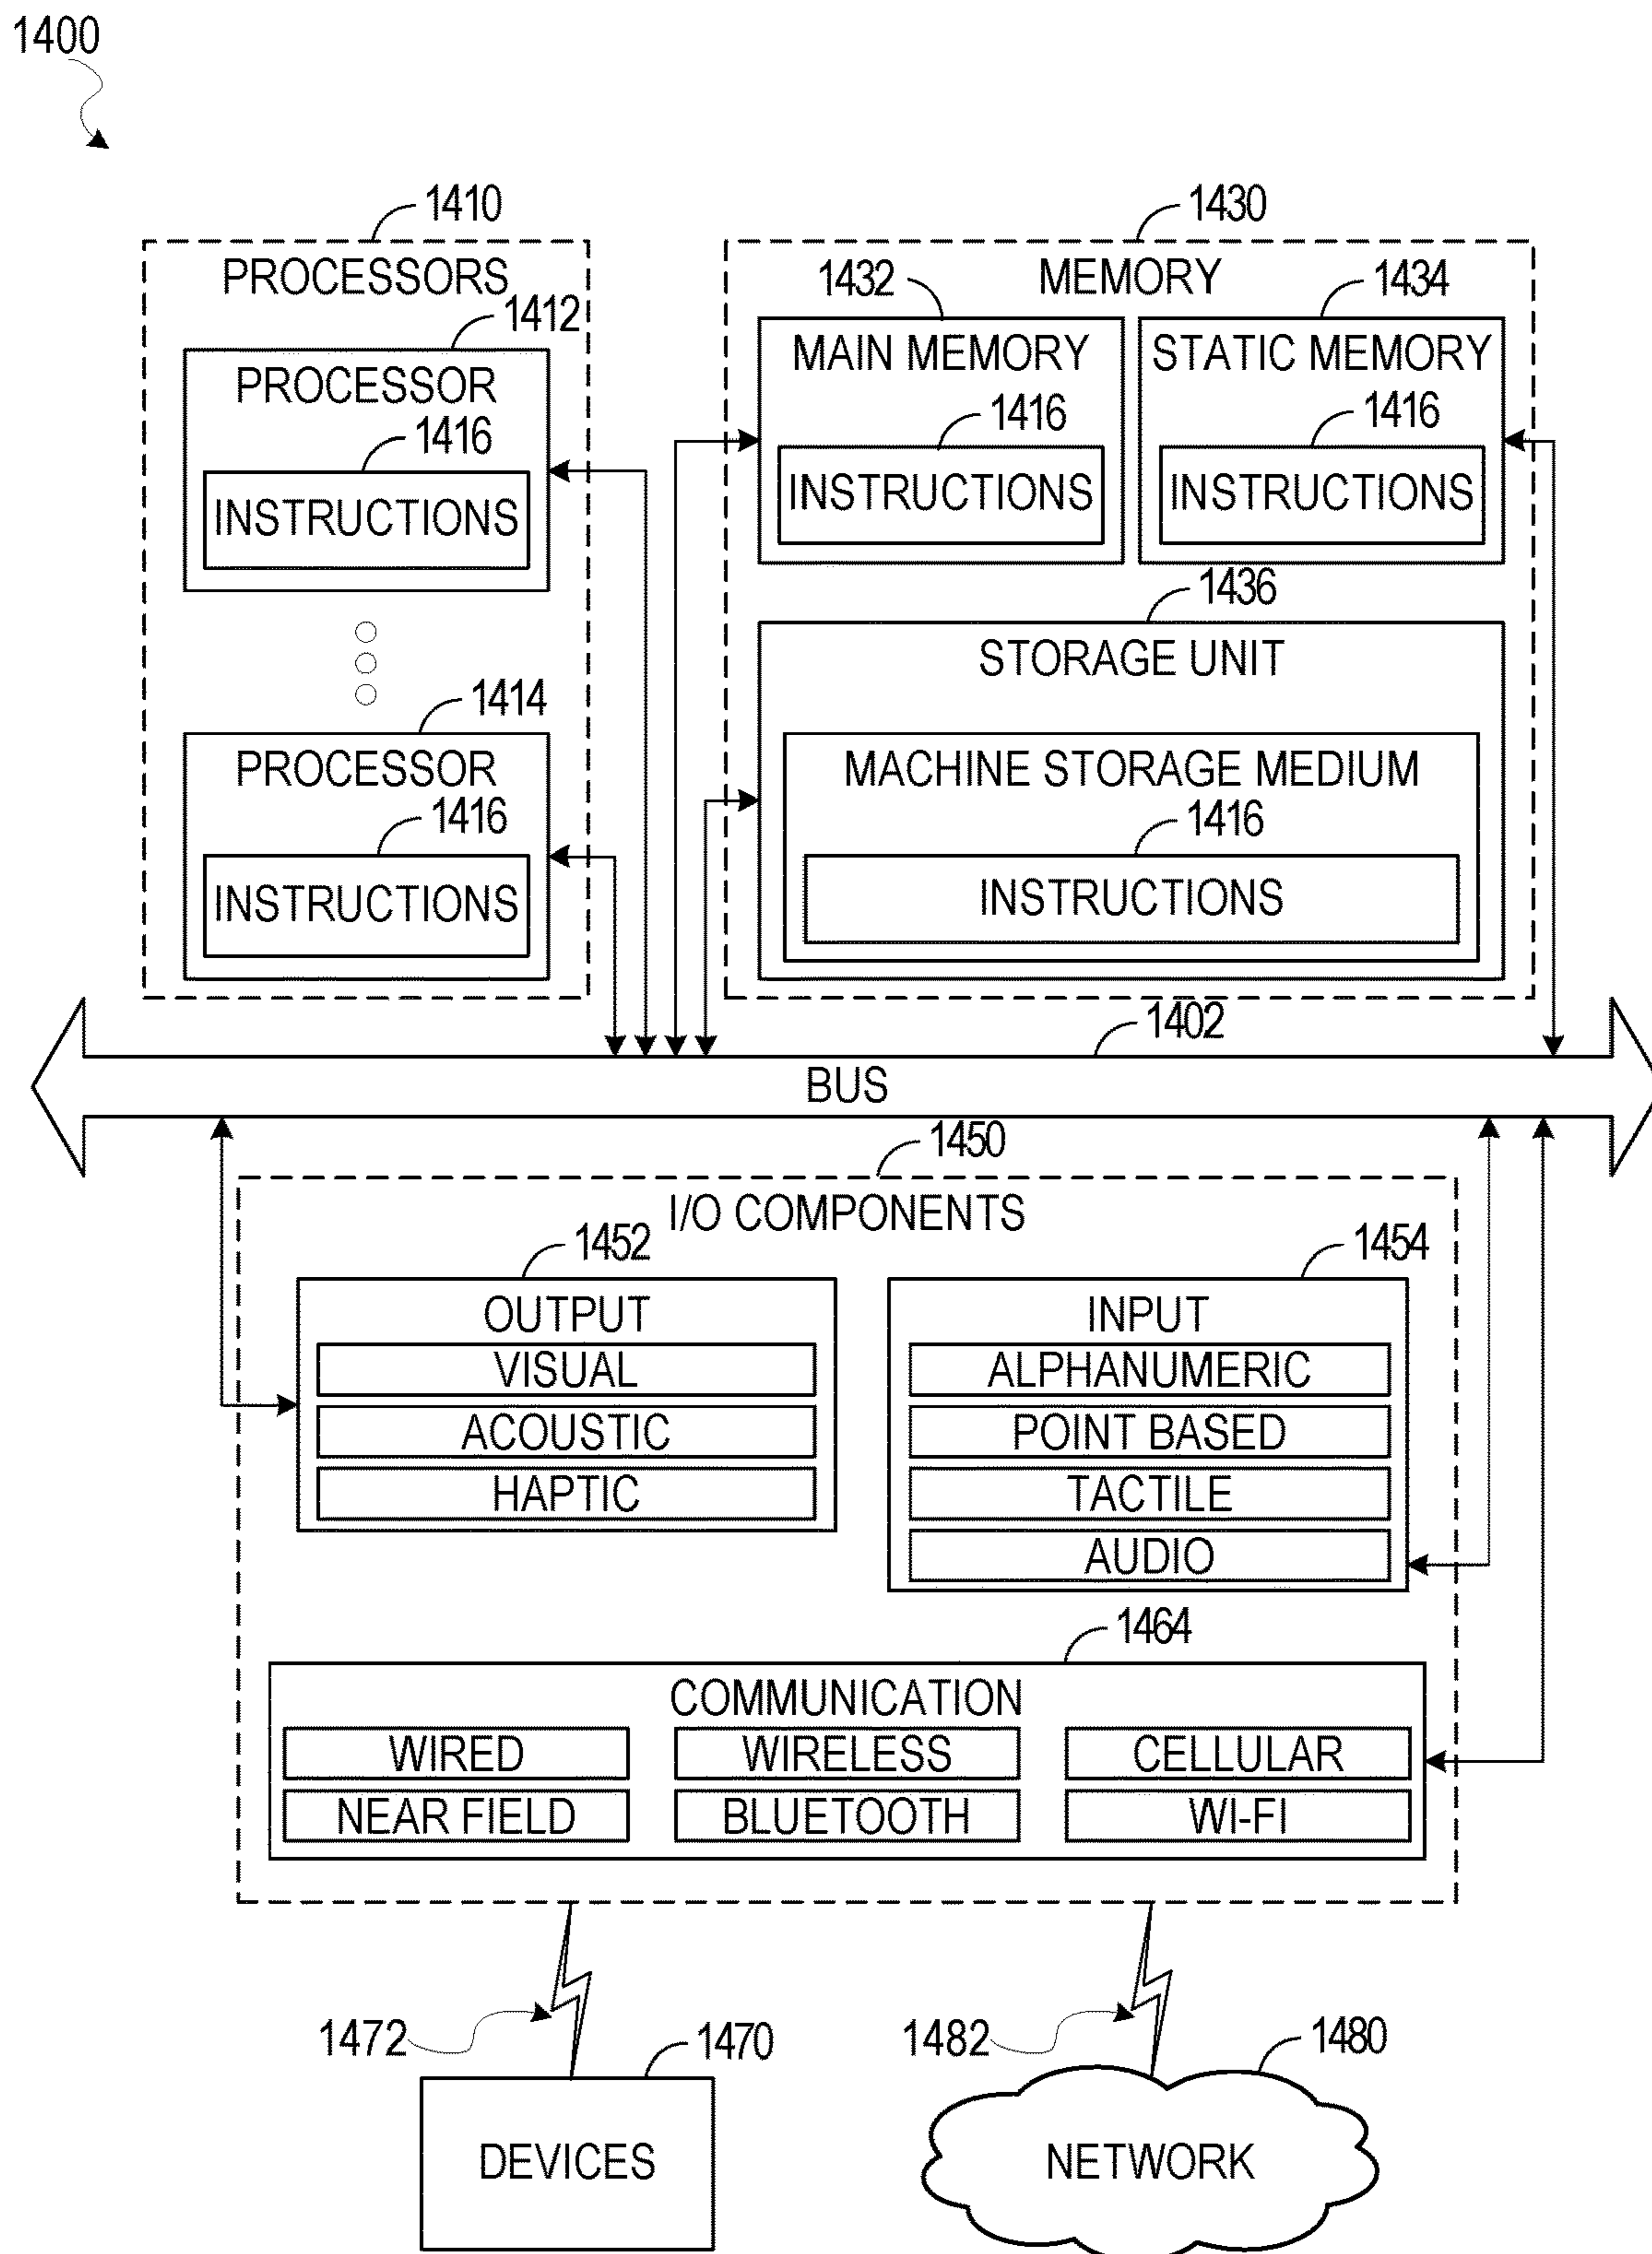 1400
1410
1430
PROCESSORS
MEMORY
1412
1432
1434
PROCESSOR
MAIN MEMORY
STATIC MEMORY
1416
1416
1416
INSTRUCTIONS
INSTRUCTIONS
INSTRUCTIONS
1436
STORAGE UNIT
1414
PROCESSOR
MACHINE STORAGE MEDIUM
1416
1416
INSTRUCTIONS
INSTRUCTIONS
1402
BUS
1450
I/O COMPONENTS
1452
1454
OUTPUT
INPUT
VISUAL
ALPHANUMERIC
ACOUSTIC
POINT BASED
HAPTIC
TACTILE
AUDIO
1464
COMMUNICATION
WIRED
WIRELESS
CELLULAR
NEAR FIELD
BLUETOOTH
WI-FI
1472
1470
1482
1480
DEVICES
NETWORK